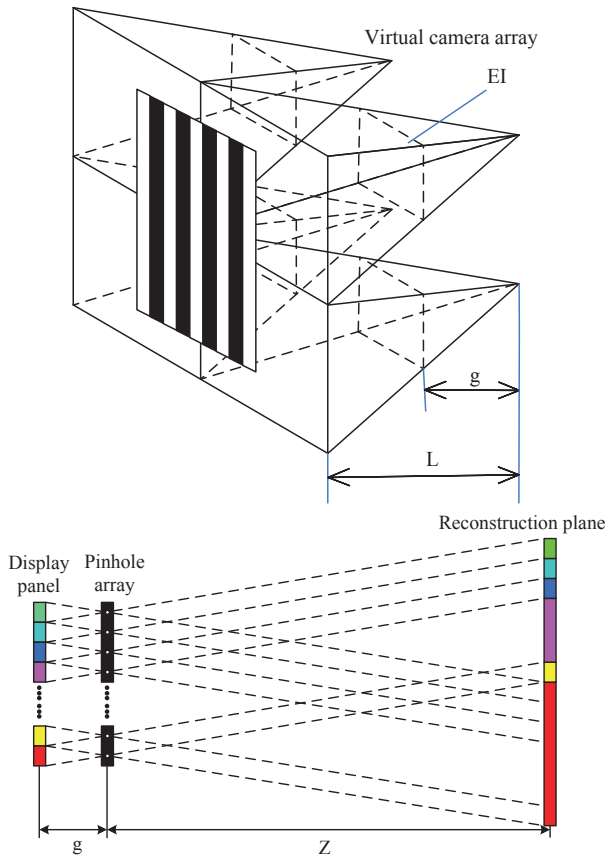 Virtual camera array
EI
g
L
Reconstruction plane
Display
panel
Pinhole
array
g
Z